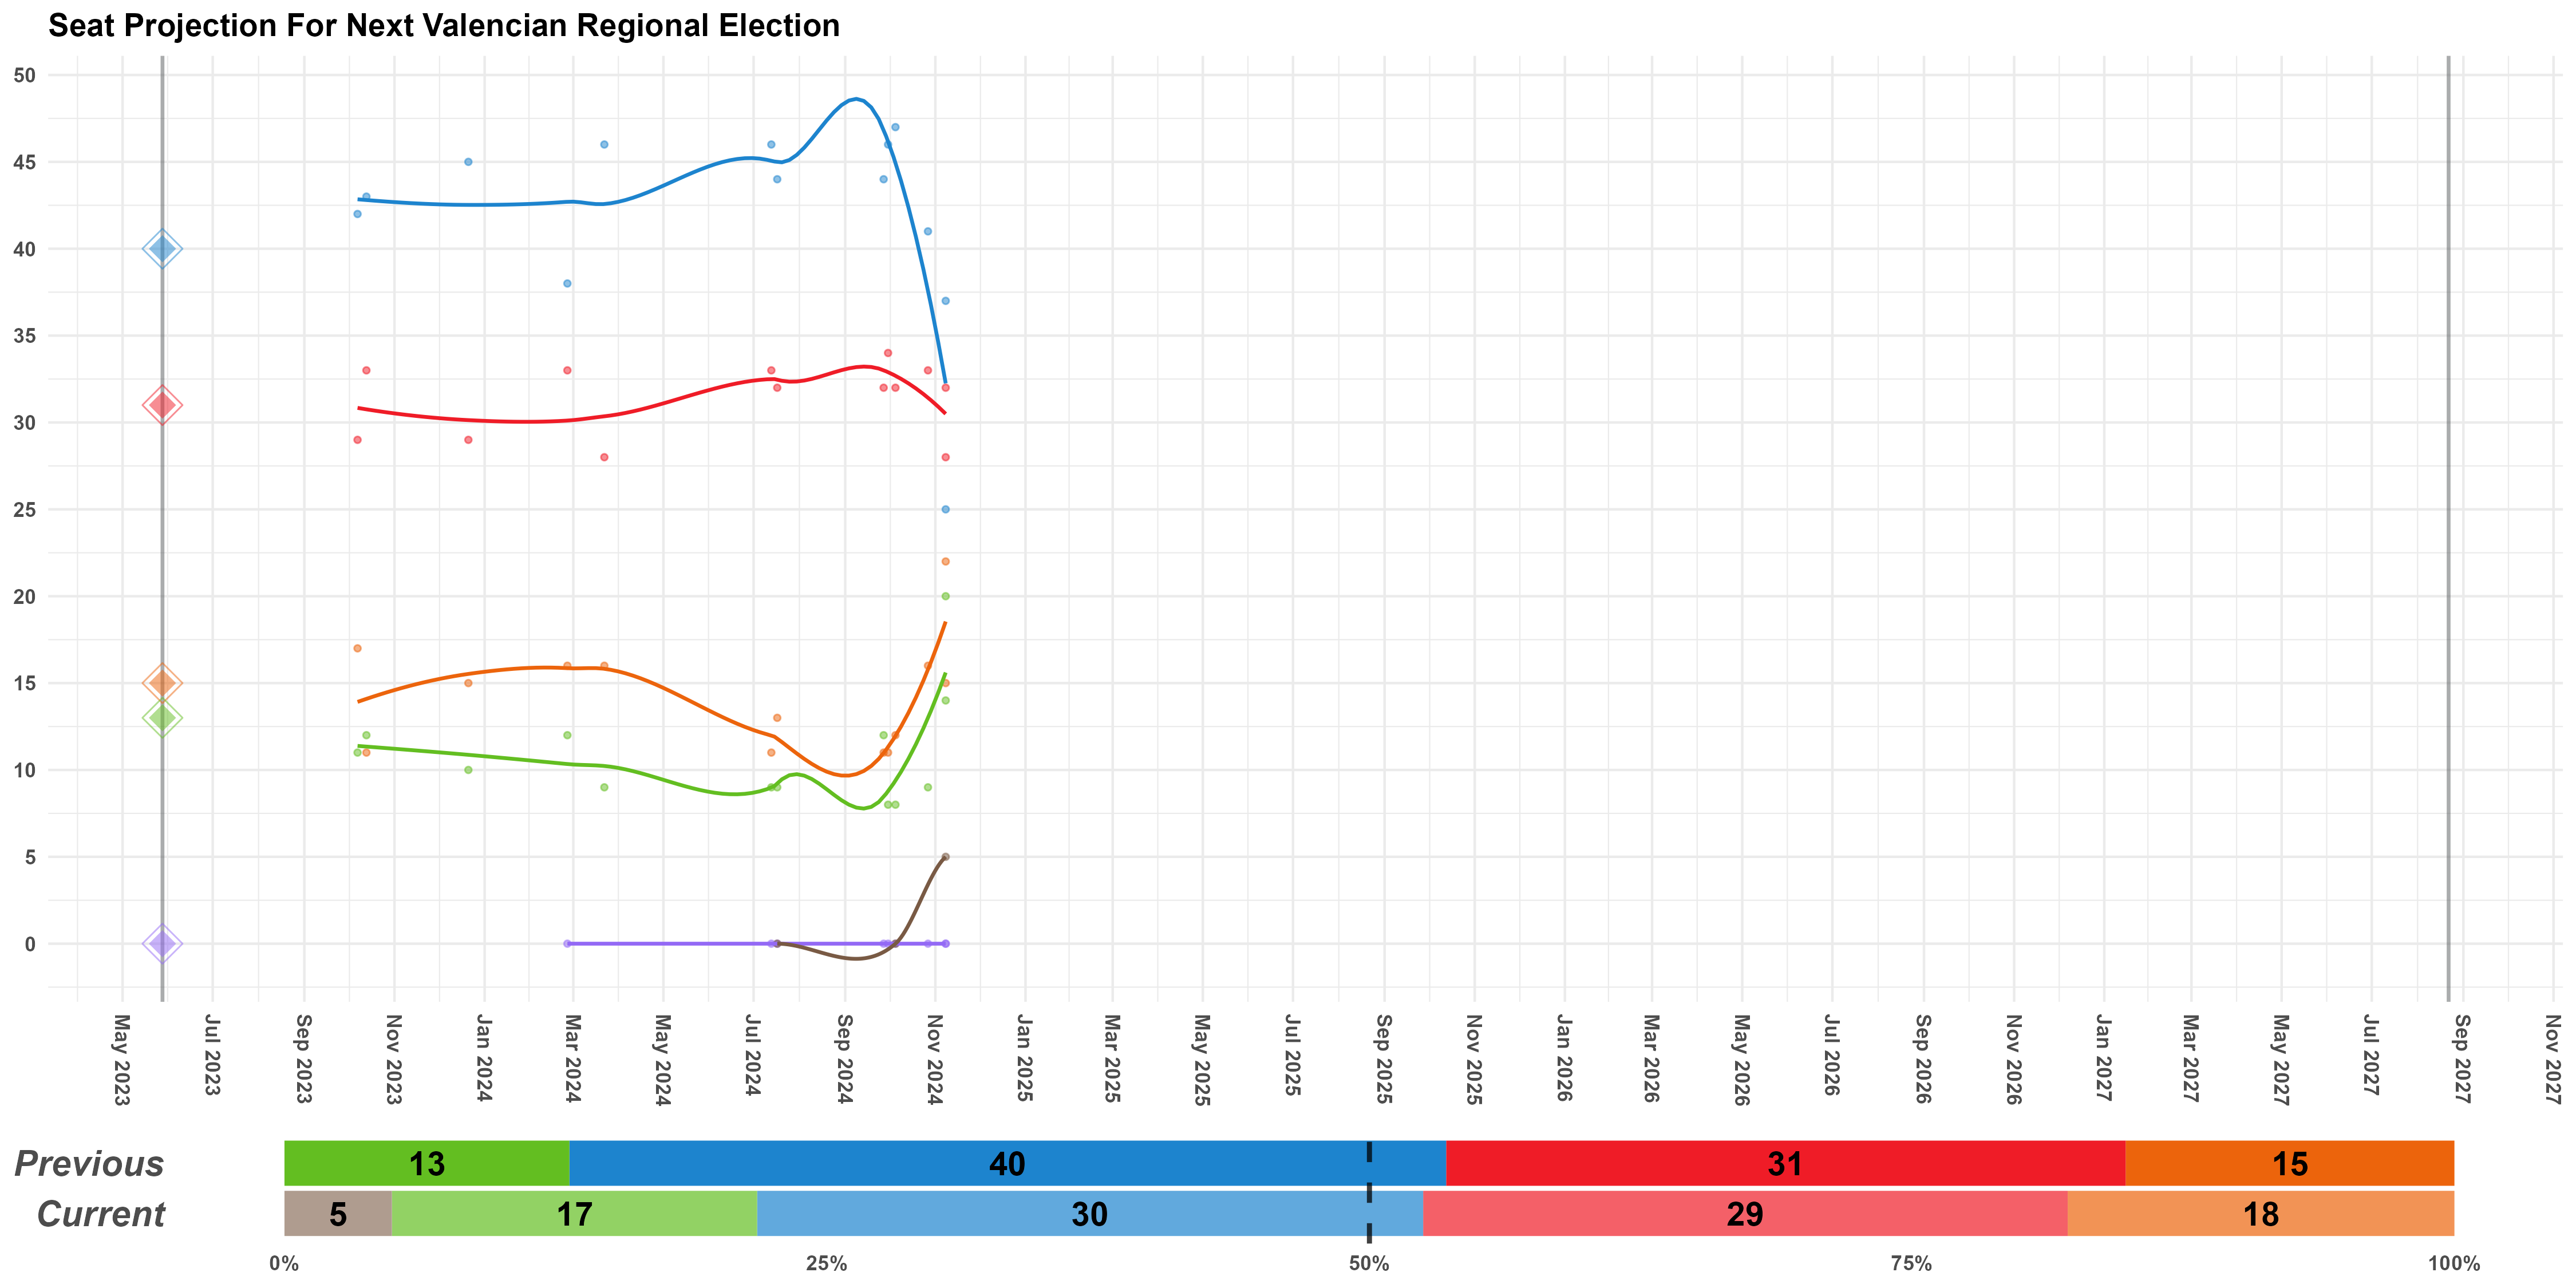 Seat Projection For Next Valencian Regional Election
50
45
40
35
30
25
20
15
10
5
0
May 2023
Jul 2023
Sep 2023
Nov 2023
Jan 2024
Mar 2024
May 2024
Jul 2024
Sep 2024
Nov 2024
Jan 2025
Mar 2025
May 2025
Jul 2025
Sep 2025
Nov 2025
Jan 2026
Mar 2026
May 2026
Jul 2026
Sep 2026
Nov 2026
Jan 2027
Mar 2027
May 2027
Jul 2027
Sep 2027
Nov 2027
Previous 13 40 31 15
Current 5 17 30 29 18
0% 25% 50% 75% 100%